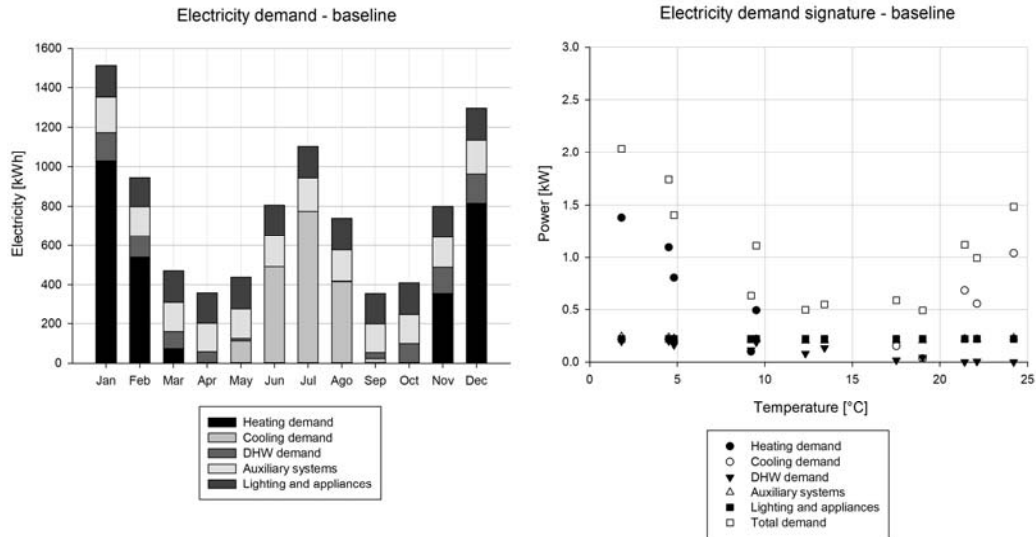 Electricity demand - baseline
1600
1400
1200
1000
800
600
400
200
0
Electricity [kWh]
Jan Feb Mar Apr May Jun Jul Ago Sep Oct Nov Dec
Heating demand
Cooling demand
DHW demand
Auxiliary systems
Lighting and appliances
Electricity demand signature - baseline
3.0
2.5
2.0
1.5
1.0
0.5
0.0
Power [kW]
0 5 10 15 20 25
Temperature [°C]
Heating demand
Cooling demand
DHW demand
Auxiliary systems
Lighting and appliances
Total demand